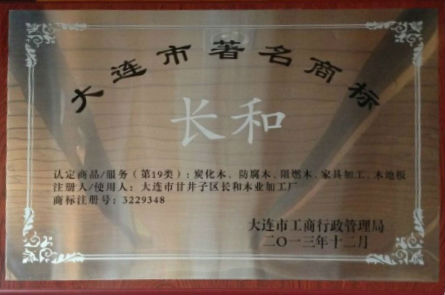 大连市著名商标
长和
认定商品/服务（第19类）：炭化木、防腐木、阻燃木、家具加工、木地板
注册人/使用人：大连市甘井子区长和木业加工厂
商标注册号：3229348
大连市工商行政管理局
二〇一三年十二月